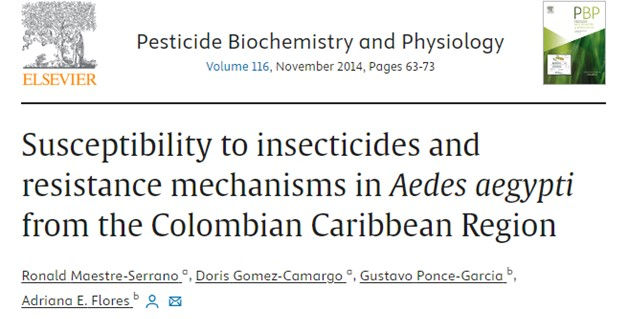 Pesticide Biochemistry and Physiology
PBP
Volume 116, November 2014, Pages 63-73
ELSEVIER
Susceptibility to insecticides and
resistance mechanisms in Aedes aegypti
from the Colombian Caribbean Region
Ronald Maestre-Serrano a, Doris Gomez-Camargo a, Gustavo Ponce-Garcia b,
Adriana E. Flores b